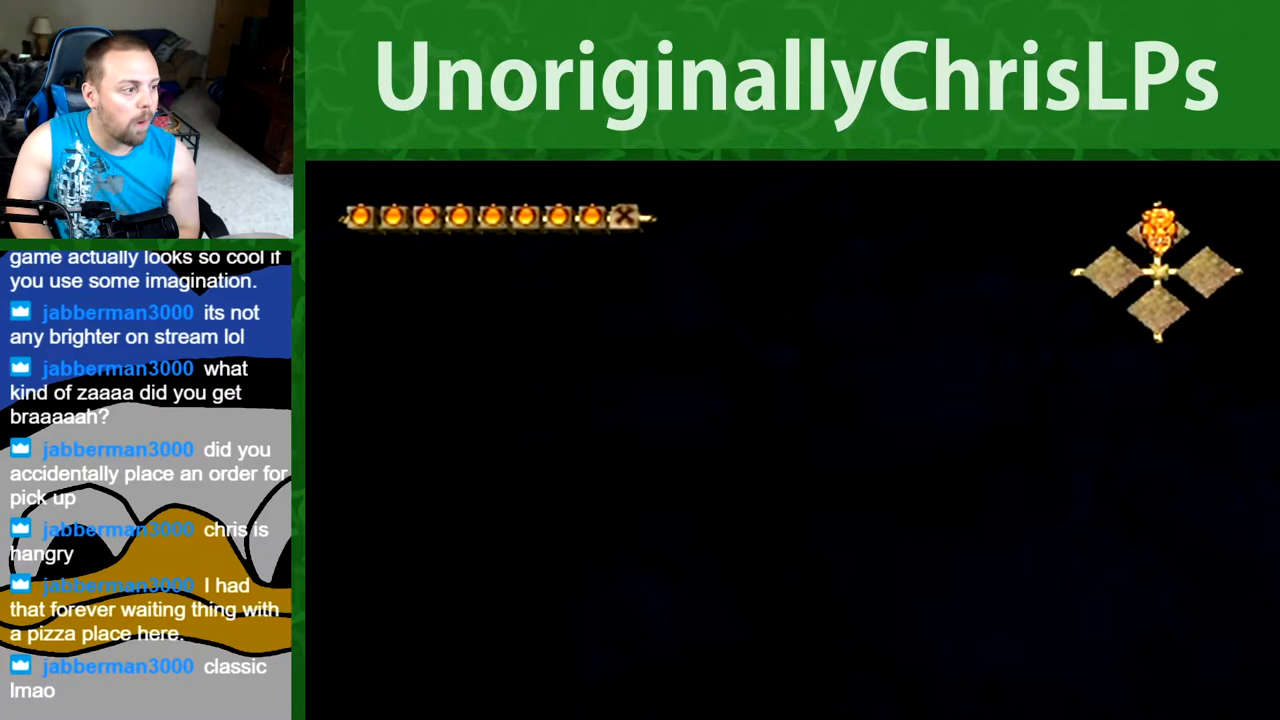 UnoriginallyChrisLPs
game actually looks so cool if
you use some imagination.
jabberman3000 its not
any brighter on stream lol
jabberman3000 what
kind of zaaaa did you get
braaaaah?
jabberman3000 did you
accidentally place an order for
pick up
jabberman3000 chris is
hangry
jabberman3000 I had
that forever waiting thing with
a pizza place here.
jabberman3000 classic
lmao